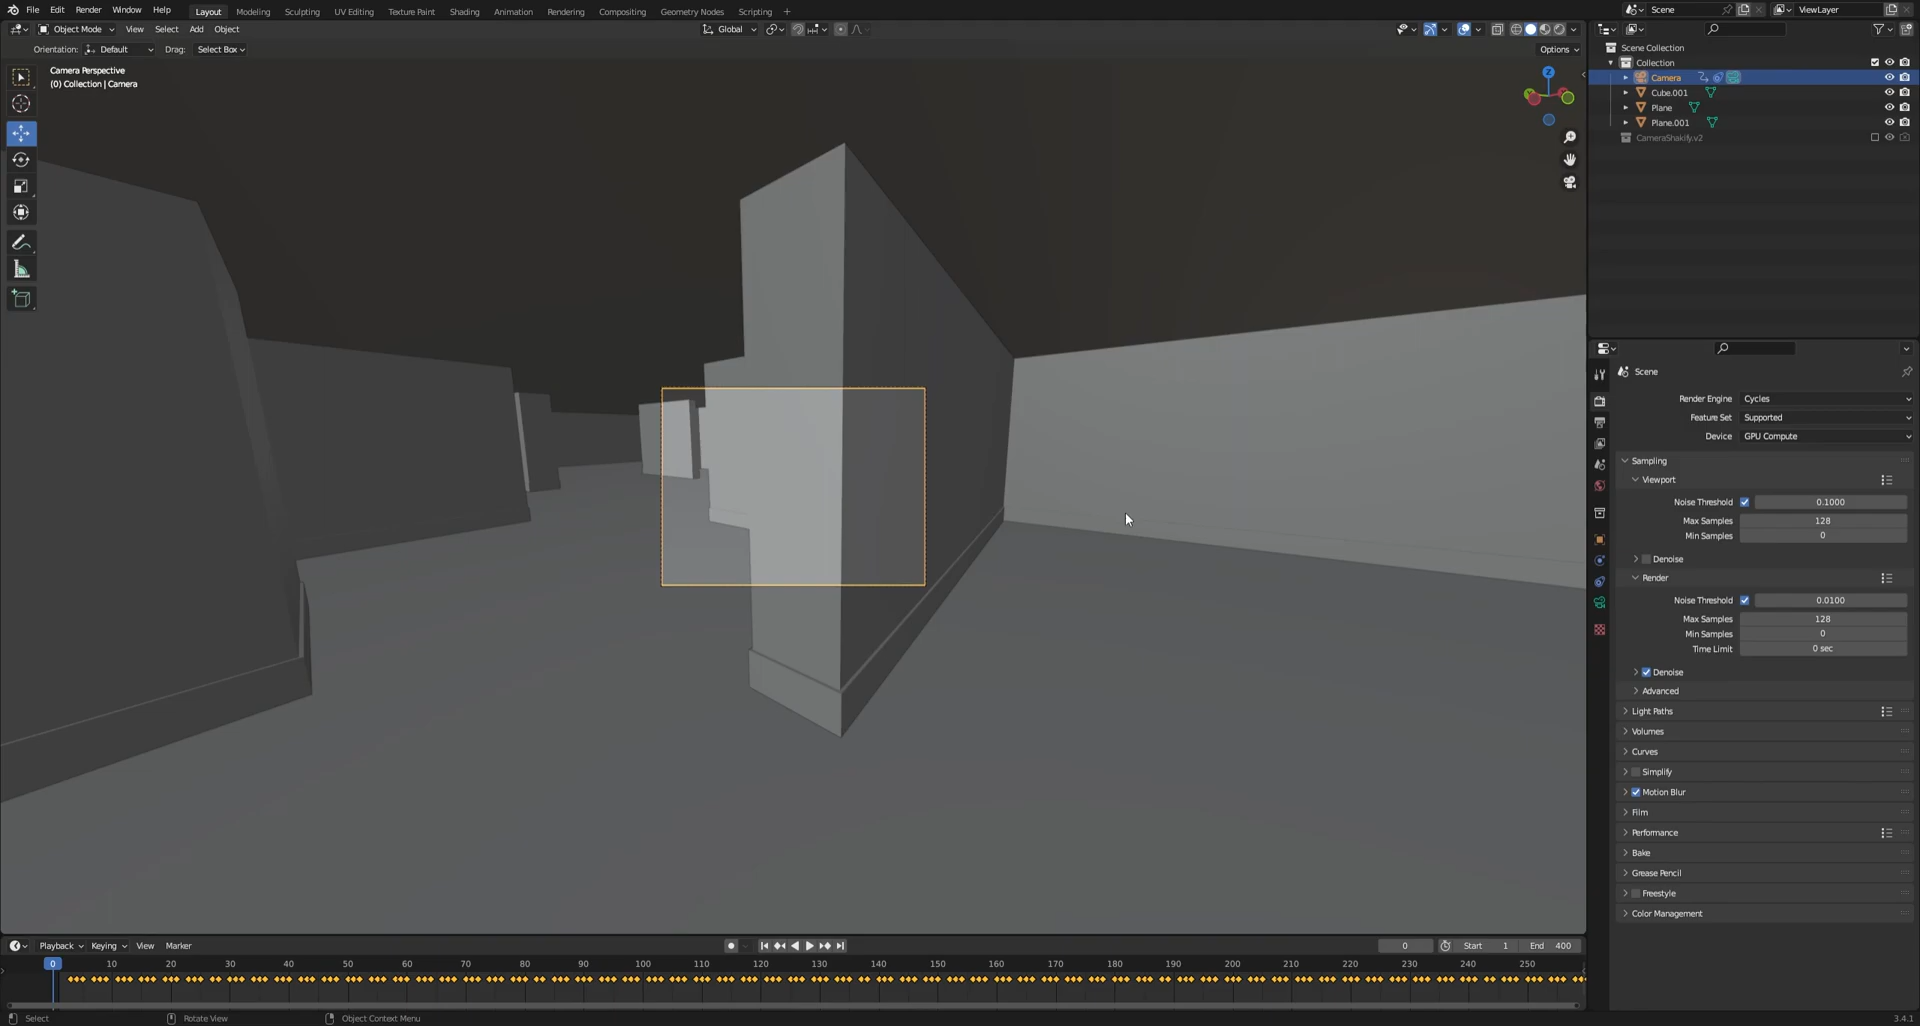 File Edit Render Window Help Layout Modeling Sculpting UV Editing Texture Paint Shading Animation Rendering Compositing Geometry Nodes Scripting + Scene ViewLayer
Object Mode View Select Add Object Global
Orientation: Default Drag: Select Box Options
Camera Perspective
(0) Collection | Camera
Z
Scene Collection
Collection
Camera
Cube.001
Plane
Plane.001
CameraShakify.v2
Scene
Render Engine Cycles
Feature Set Supported
Device GPU Compute
Sampling
Viewport
Noise Threshold 0.1000
Max Samples 128
Min Samples 0
Denoise
Render
Noise Threshold 0.0100
Max Samples 128
Min Samples 0
Time Limit 0 sec
Denoise
Advanced
Light Paths
Volumes
Curves
Simplify
Motion Blur
Film
Performance
Bake
Grease Pencil
Freestyle
Color Management
Playback Keying View Marker 0 Start 1 End 400
0 10 20 30 40 50 60 70 80 90 100 110 120 130 140 150 160 170 180 190 200 210 220 230 240 250
Select Rotate View Object Context Menu 3.4.1